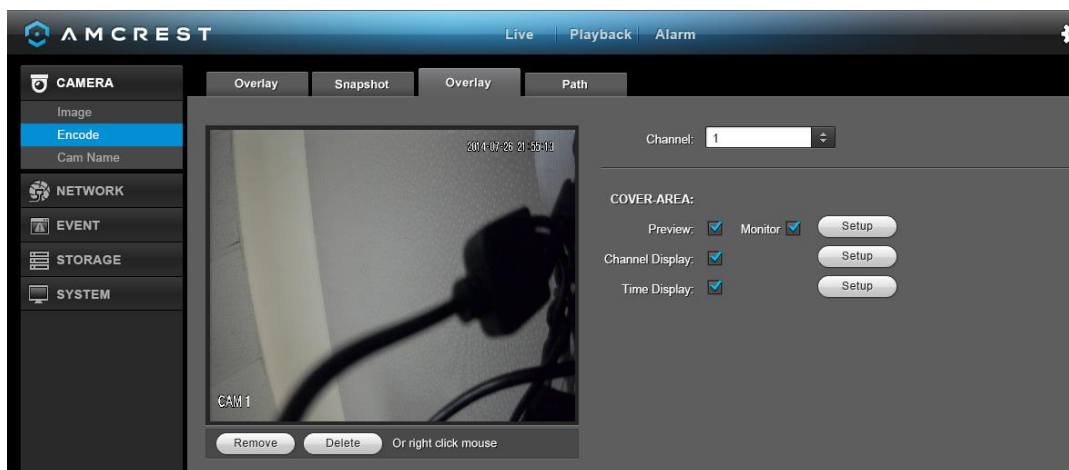 AMCREST
Live Playback Alarm
CAMERA
Image
Encode
Cam Name
NETWORK
EVENT
STORAGE
SYSTEM
Overlay Snapshot Overlay Path
2014-07-26 21:55:13
CAM 1
Remove Delete Or right click mouse
Channel: 1
COVER-AREA:
Preview: Monitor Setup
Channel Display: Setup
Time Display: Setup